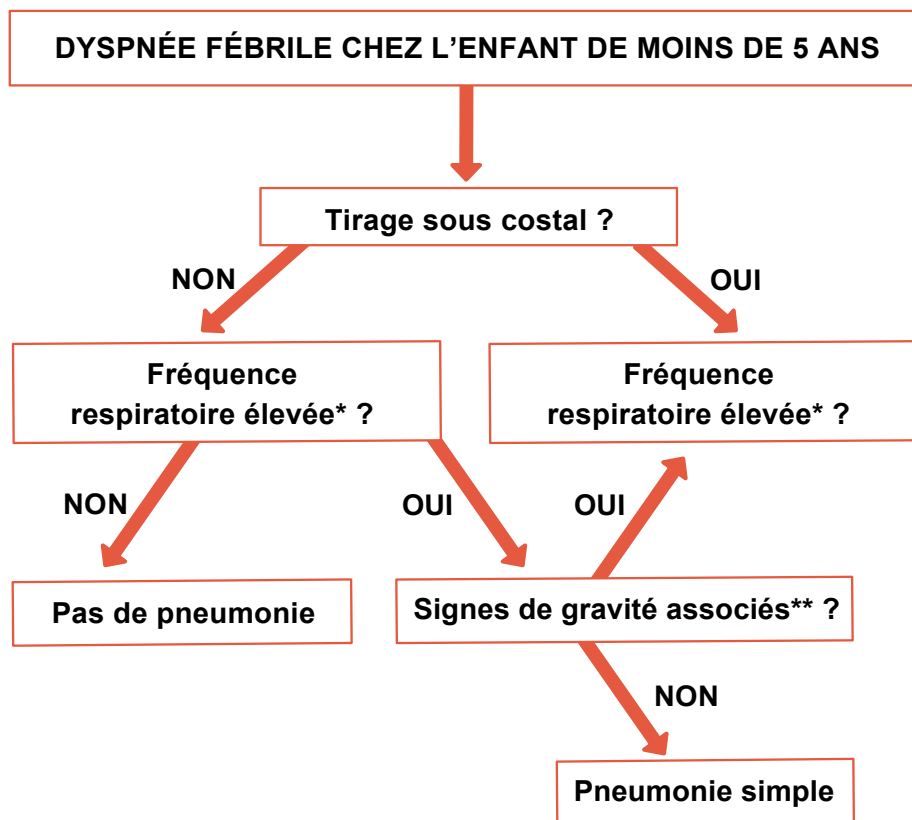 DYSPNÉE FÉBRILE CHEZ L'ENFANT DE MOINS DE 5 ANS
Tirage sous costal ?
NON
OUI
Fréquence
respiratoire élevée* ?
Fréquence
respiratoire élevée* ?
NON
OUI
OUI
Pas de pneumonie
Signes de gravité associés** ?
NON
Pneumonie simple